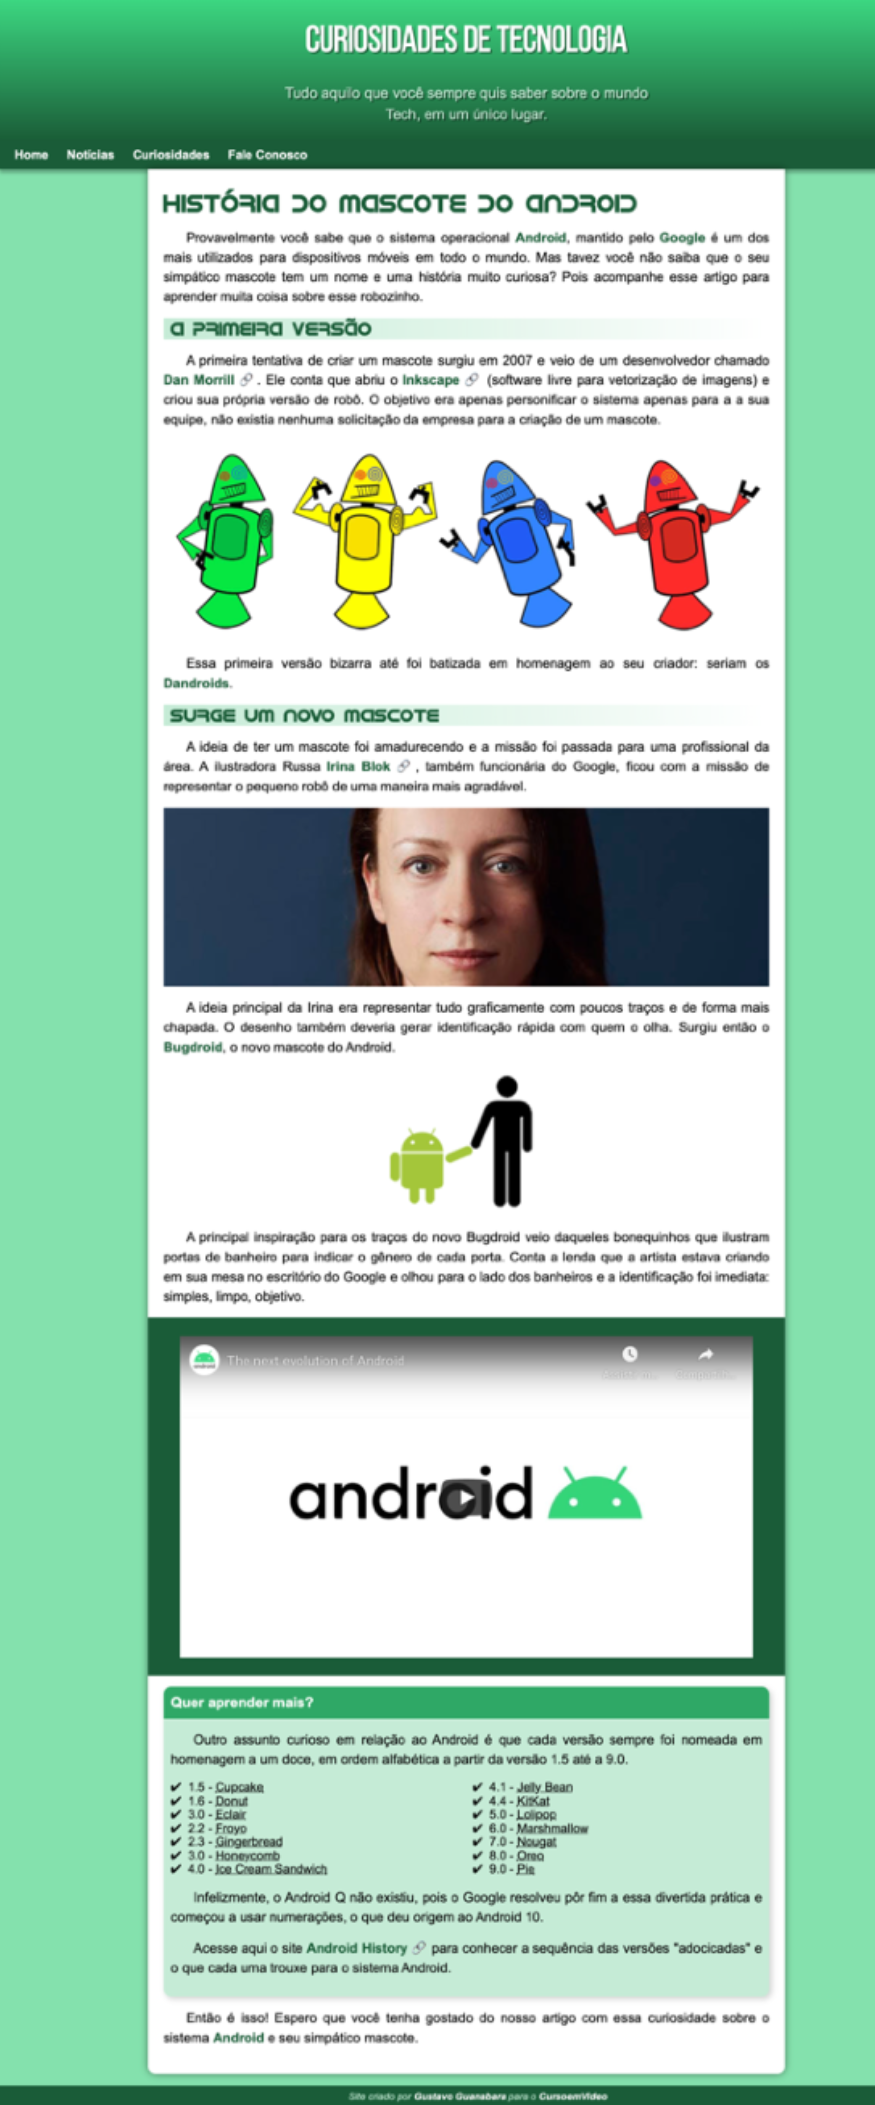 CURIOSIDADES DE TECNOLOGIA
Tudo aquilo que você sempre quis saber sobre o mundo
Tech, em um único lugar.
Home Notícias Curiosidades Fale Conosco
HISTÓRIA DO MASCOTE DO ANDROID
Provavelmente você sabe que o sistema operacional Android, mantido pelo Google é um dos
mais utilizados para dispositivos móveis em todo o mundo. Mas tavez você não saiba que o seu
simpático mascote tem um nome e uma história muito curiosa? Pois acompanhe esse artigo para
aprender muita coisa sobre esse robozinho.
A PRIMEIRA VERSÃO
A primeira tentativa de criar um mascote surgiu em 2007 e veio de um desenvolvedor chamado
Dan Morrill . Ele conta que abriu o Inkscape (software livre para vetorização de imagens) e
criou sua própria versão de robô. O objetivo era apenas personificar o sistema apenas para a a sua
equipe, não existia nenhuma solicitação da empresa para a criação de um mascote.
Essa primeira versão bizarra até foi batizada em homenagem ao seu criador: seriam os
Dandroids.
SURGE UM NOVO MASCOTE
A ideia de ter um mascote foi amadurecendo e a missão foi passada para uma profissional da
área. A ilustradora Russa Irina Blok , também funcionária do Google, ficou com a missão de
representar o pequeno robô de uma maneira mais agradável.
A ideia principal da Irina era representar tudo graficamente com poucos traços e de forma mais
chapada. O desenho também deveria gerar identificação rápida com quem o olha. Surgiu então o
Bugdroid, o novo mascote do Android.
A principal inspiração para os traços do novo Bugdroid veio daqueles bonequinhos que ilustram
portas de banheiro para indicar o gênero de cada porta. Conta a lenda que a artista estava criando
em sua mesa no escritório do Google e olhou para o lado dos banheiros e a identificação foi imediata:
simples, limpo, objetivo.
android The next evolution of Android
android
Quer aprender mais?
Outro assunto curioso em relação ao Android é que cada versão sempre foi nomeada em
homenagem a um doce, em ordem alfabética a partir da versão 1.5 até a 9.0.
✔ 1.5 - Cupcake
✔ 1.6 - Donut
✔ 3.0 - Eclair
✔ 2.2 - Froyo
✔ 2.3 - Gingerbread
✔ 3.0 - Honeycomb
✔ 4.0 - Ice Cream Sandwich
✔ 4.1 - Jelly Bean
✔ 4.4 - KitKat
✔ 5.0 - Lolipop
✔ 6.0 - Marshmallow
✔ 7.0 - Nougat
✔ 8.0 - Oreo
✔ 9.0 - Pie
Infelizmente, o Android Q não existiu, pois o Google resolveu pôr fim a essa divertida prática e
começou a usar numerações, o que deu origem ao Android 10.
Acesse aqui o site Android History para conhecer a sequência das versões "adocicadas" e
o que cada uma trouxe para o sistema Android.
Então é isso! Espero que você tenha gostado do nosso artigo com essa curiosidade sobre o
sistema Android e seu simpático mascote.
Site criado por Gustavo Guanabara para o CursoemVideo